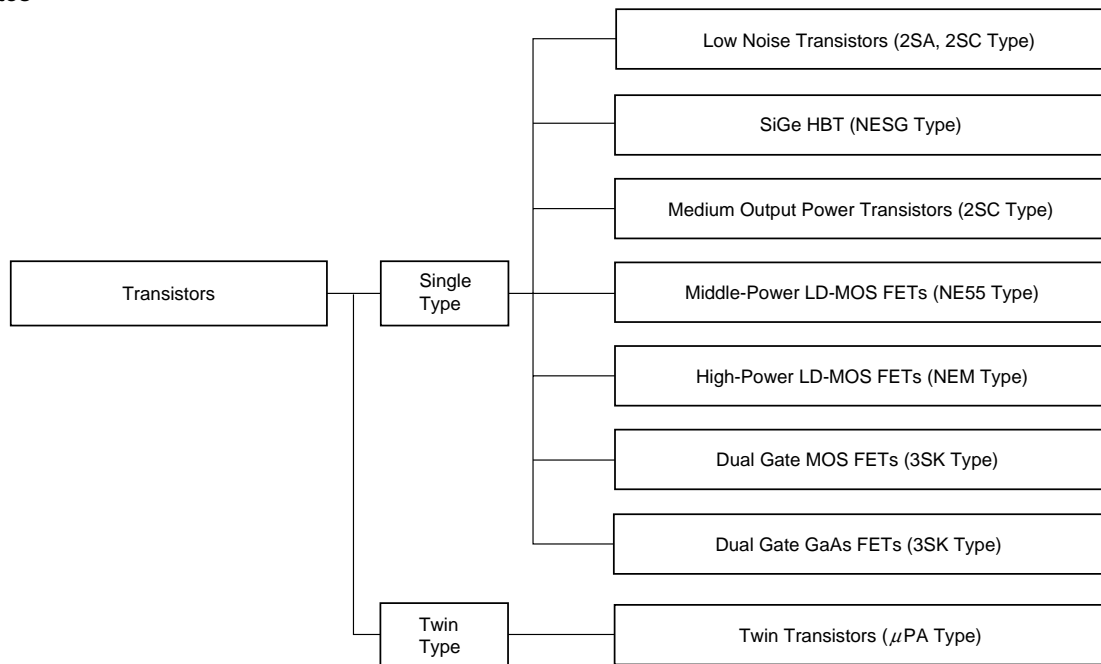 Low Noise Transistors (2SA, 2SC Type)
SiGe HBT (NESG Type)
Medium Output Power Transistors (2SC Type)
Transistors
Single
Type
Middle-Power LD-MOS FETs (NE55 Type)
High-Power LD-MOS FETs (NEM Type)
Dual Gate MOS FETs (3SK Type)
Dual Gate GaAs FETs (3SK Type)
Twin
Type
Twin Transistors (μPA Type)